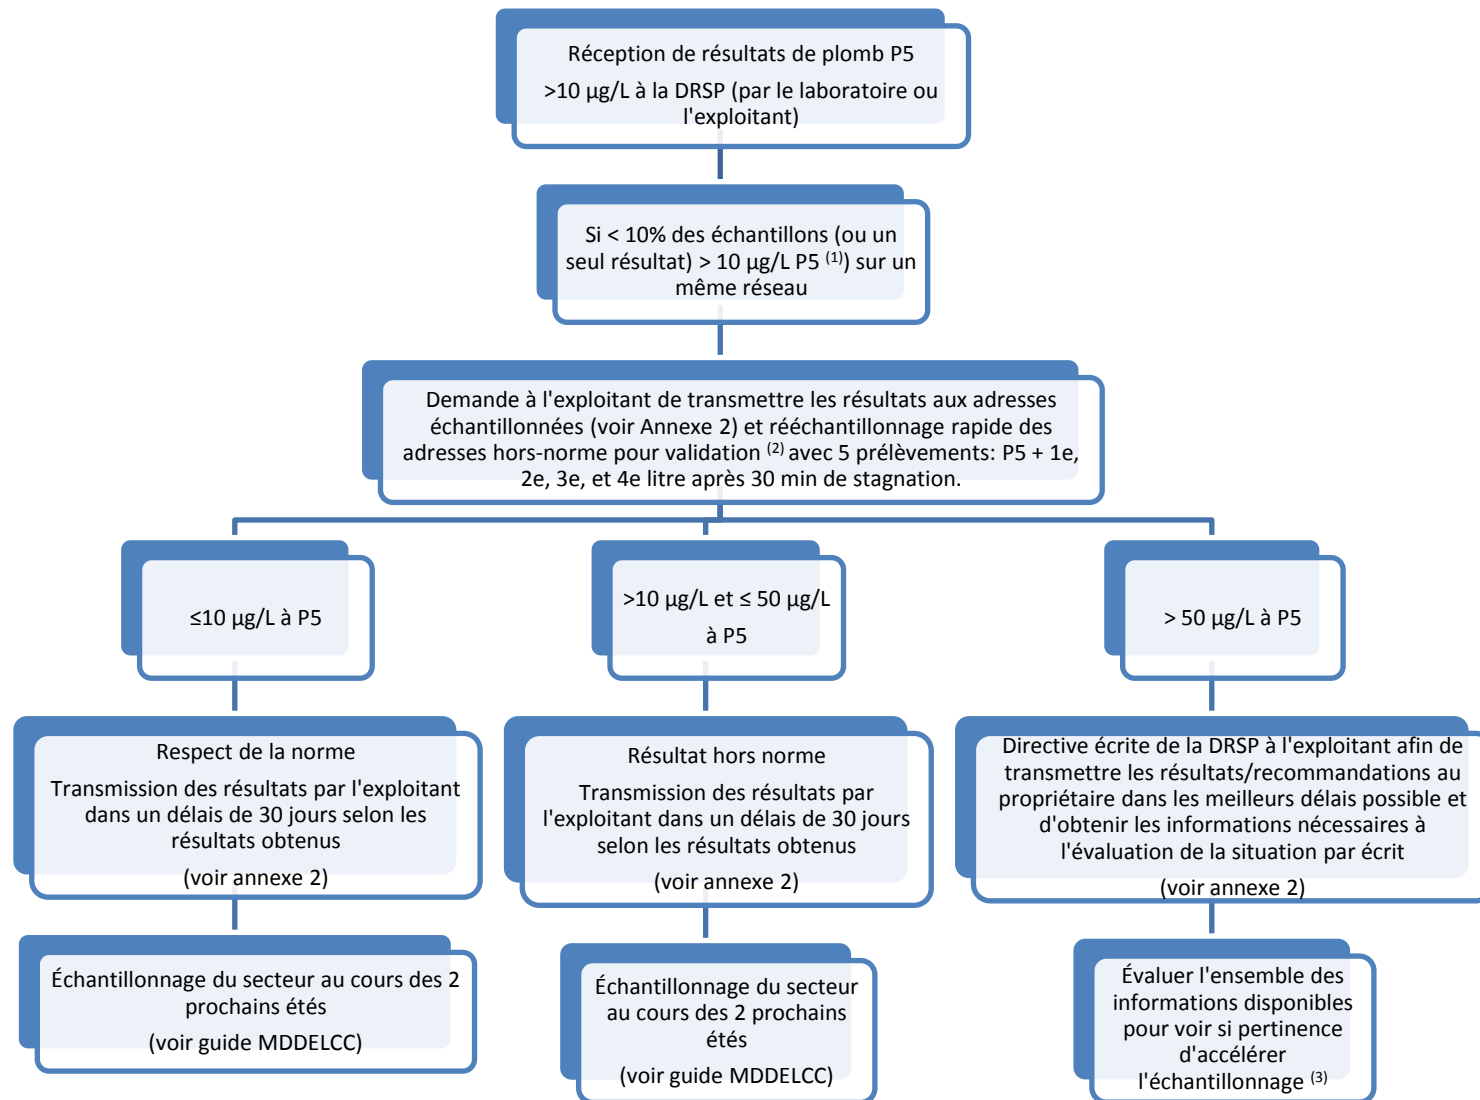 Réception de résultats de plomb P5
>10 µg/L à la DRSP (par le laboratoire ou
l'exploitant)
Si < 10% des échantillons (ou un
seul résultat) > 10 µg/L P5 (1)) sur un
même réseau
Demande à l'exploitant de transmettre les résultats aux adresses
échantillonnées (voir Annexe 2) et rééchantillonnage rapide des
adresses hors-norme pour validation (2) avec 5 prélèvements: P5 + 1e,
2e, 3e, et 4e litre après 30 min de stagnation.
≤10 µg/L à P5
>10 µg/L et ≤ 50 µg/L
à P5
> 50 µg/L à P5
Respect de la norme
Transmission des résultats par l'exploitant
dans un délais de 30 jours selon les
résultats obtenus
(voir annexe 2)
Résultat hors norme
Transmission des résultats par
l'exploitant dans un délais de 30 jours
selon les résultats obtenus
(voir annexe 2)
Directive écrite de la DRSP à l'exploitant afin de
transmettre les résultats/recommandations au
propriétaire dans les meilleurs délais possible et
d'obtenir les informations nécessaires à
l'évaluation de la situation par écrit
(voir annexe 2)
Échantillonnage du secteur au cours des 2
prochains étés
(voir guide MDDELCC)
Échantillonnage du secteur
au cours des 2 prochains
étés
(voir guide MDDELCC)
Évaluer l'ensemble des
informations disponibles
pour voir si pertinence
d'accélérer
l'échantillonnage (3)